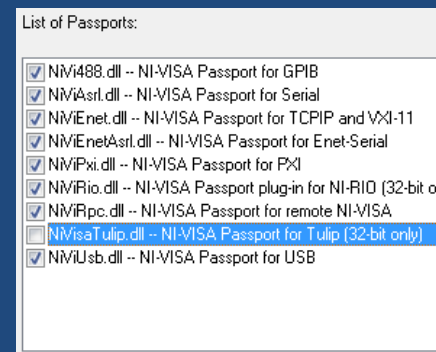 List of Passports:
NiVi488.dll -- NI-VISA Passport for GPIB
NiViAsrl.dll -- NI-VISA Passport for Serial
NiViEnet.dll -- NI-VISA Passport for TCPIP and VXI-11
NiViEnetAsrl.dll -- NI-VISA Passport for Enet-Serial
NiViPxi.dll -- NI-VISA Passport for PXI
NiViRio.dll -- NI-VISA Passport plug-in for NI-RIO (32-bit o
NiViRpc.dll -- NI-VISA Passport for remote NI-VISA
NiVisaTulip.dll -- NI-VISA Passport for Tulip (32-bit only)
NiViUsb.dll -- NI-VISA Passport for USB